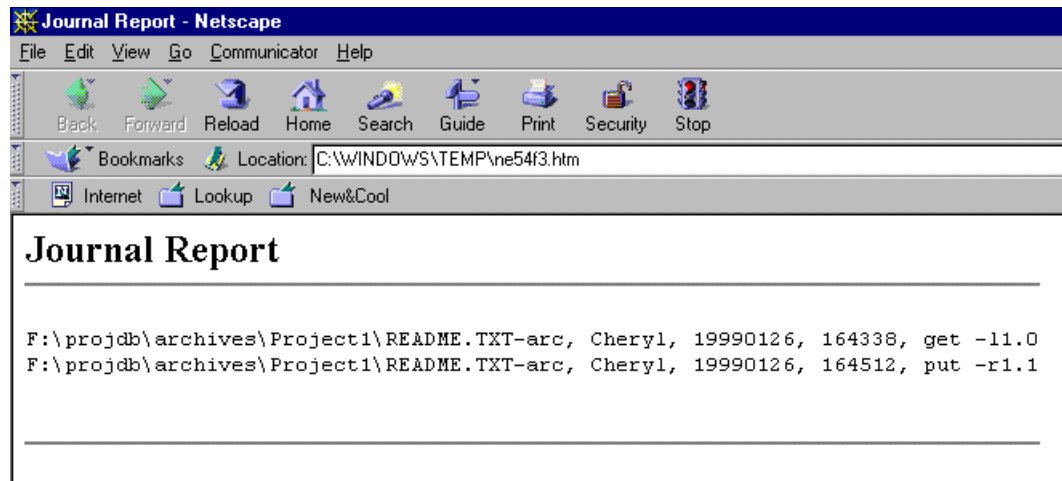 Journal Report - Netscape
File Edit View Go Communicator Help
Back Forward Reload Home Search Guide Print Security Stop
Bookmarks Location: C:\WINDOWS\TEMP\ne54f3.htm
Internet Lookup New&Cool
Journal Report
F:\projdb\archives\Project1\README.TXT-arc, Cheryl, 19990126, 164338, get -l1.0
F:\projdb\archives\Project1\README.TXT-arc, Cheryl, 19990126, 164512, put -r1.1